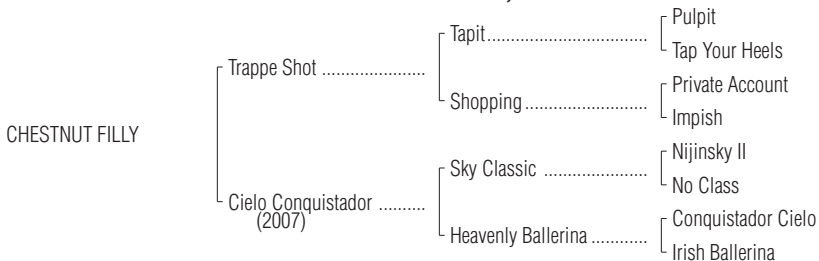 Pulpit
Tapit................................
Tap Your Heels
Trappe Shot .....................
Private Account
Shopping.........................
Impish
CHESTNUT FILLY
Nijinsky II
Sky Classic .....................
No Class
Cielo Conquistador ..........
(2007)
Conquistador Cielo
Heavenly Ballerina ............
Irish Ballerina